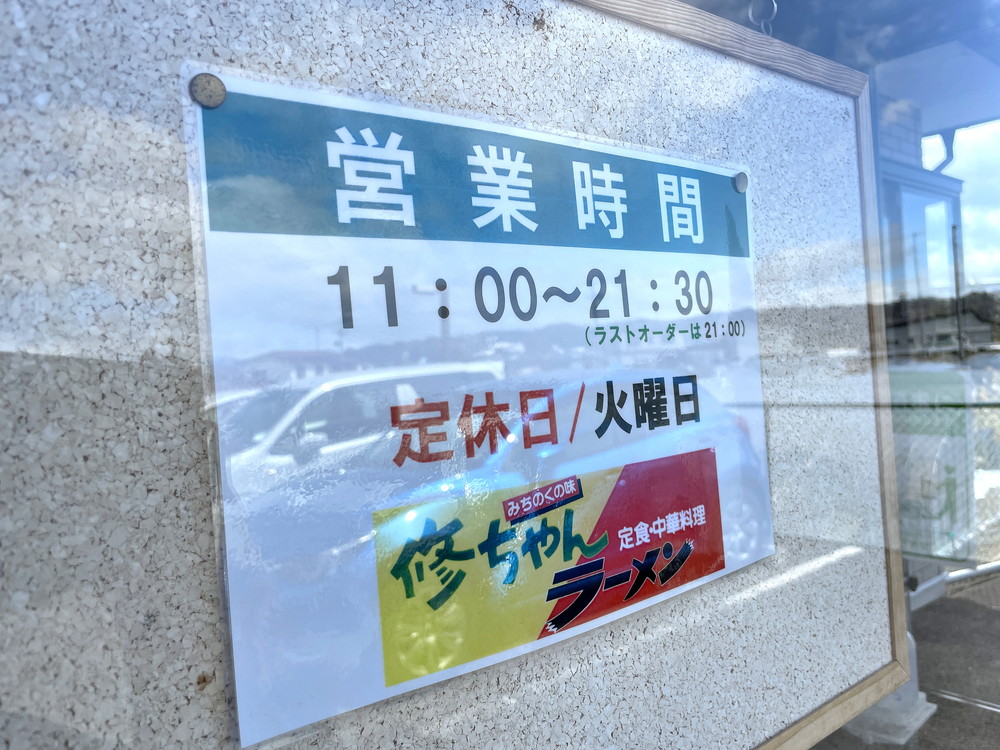 営業時間
11:00～21:30
(ラストオーダーは21:00)
定休日/火曜日
みちのくの味
修ちゃん
定食・中華料理
ラーメン